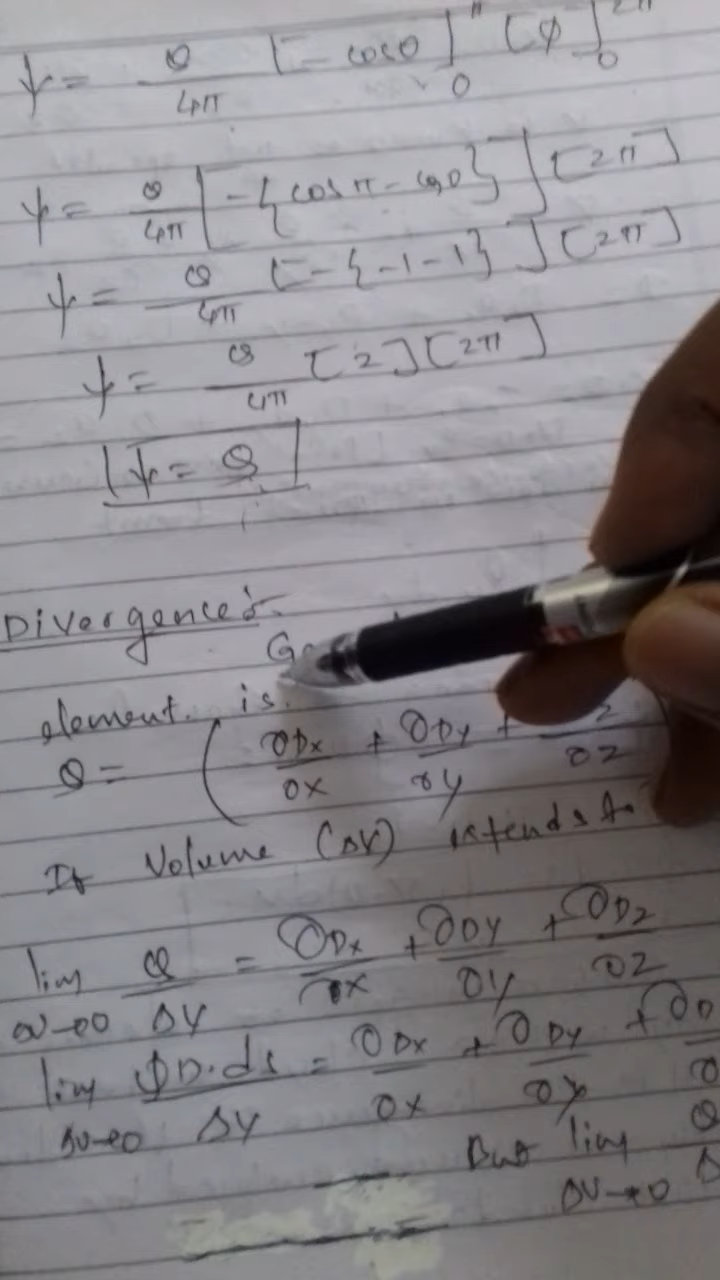 ψ = Q/4π [-cosθ]₀^π [φ]₀^2π
ψ = Q/4π [-{cosπ - cos0}] [2π]
ψ = Q/4π [-{-1-1}] [2π]
ψ = Q/4π [2] [2π]
ψ = Q
Divergence:-
element. is.
Q = (∂Dx/∂x + ∂Dy/∂y + z/∂z
If Volume (ΔV) is tends to
lim ΔV→0 Q/ΔV = ∂Dx/∂x + ∂Dy/∂y + ∂Dz/∂z
lim ΔV→0 ∮D.ds/ΔV = ∂Dx/∂x + ∂Dy/∂y + ∂D
But lim ΔV→0 Q/Δ